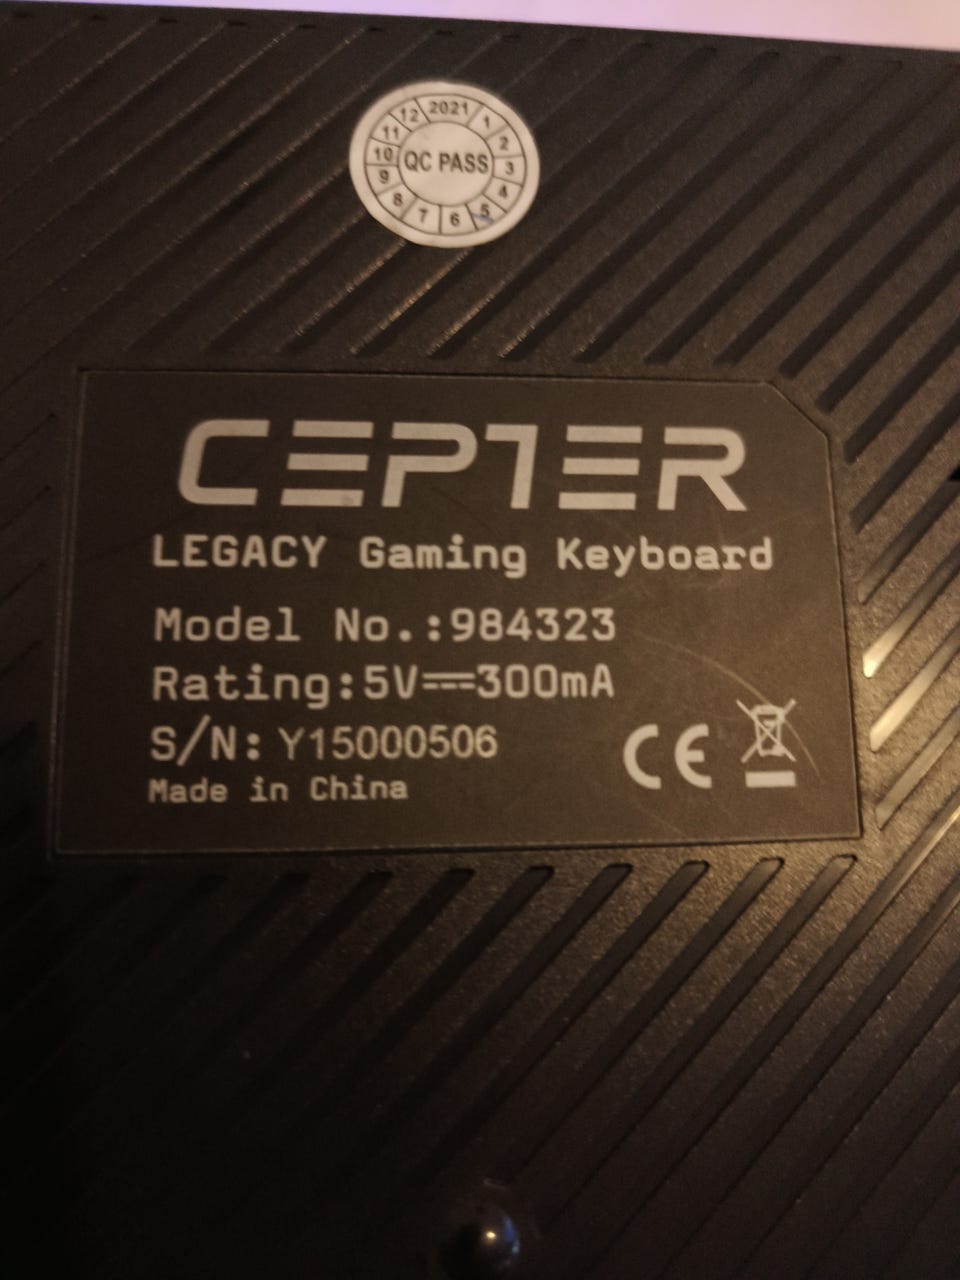 2021
1
2
3
4
5
6
7
8
9
10
11
12
QC PASS
CEPTER
LEGACY Gaming Keyboard
Model No.:984323
Rating:5V⎓300mA
S/N: Y15000506
Made in China
CE